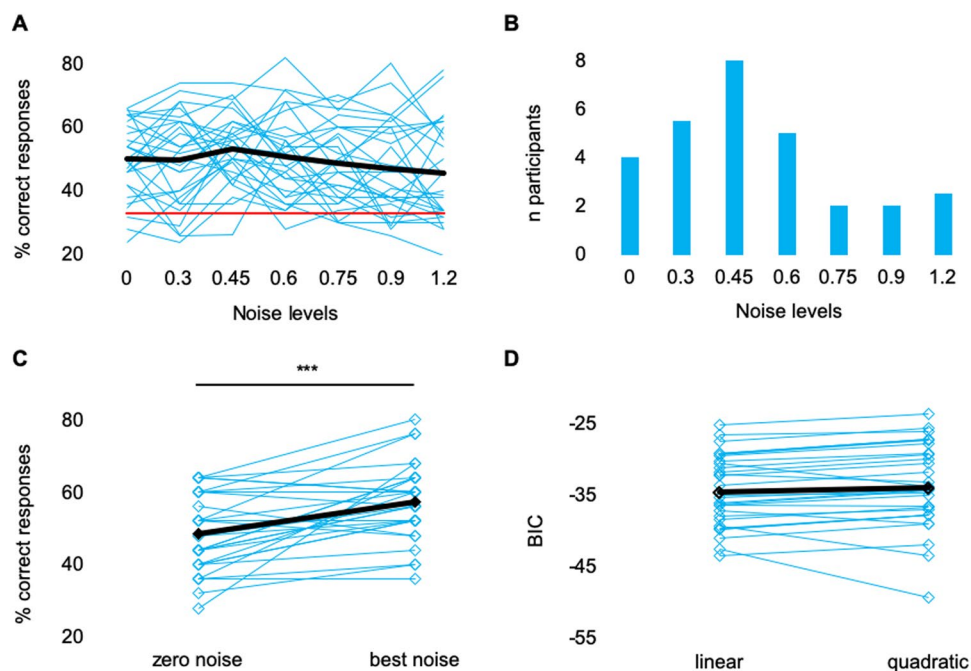 A
% correct responses
80
60
40
20
0 0.3 0.45 0.6 0.75 0.9 1.2
Noise levels
B
n participants
8
6
4
2
0
0 0.3 0.45 0.6 0.75 0.9 1.2
Noise levels
C
***
% correct responses
80
60
40
20
zero noise best noise
D
BIC
-25
-35
-45
-55
linear quadratic